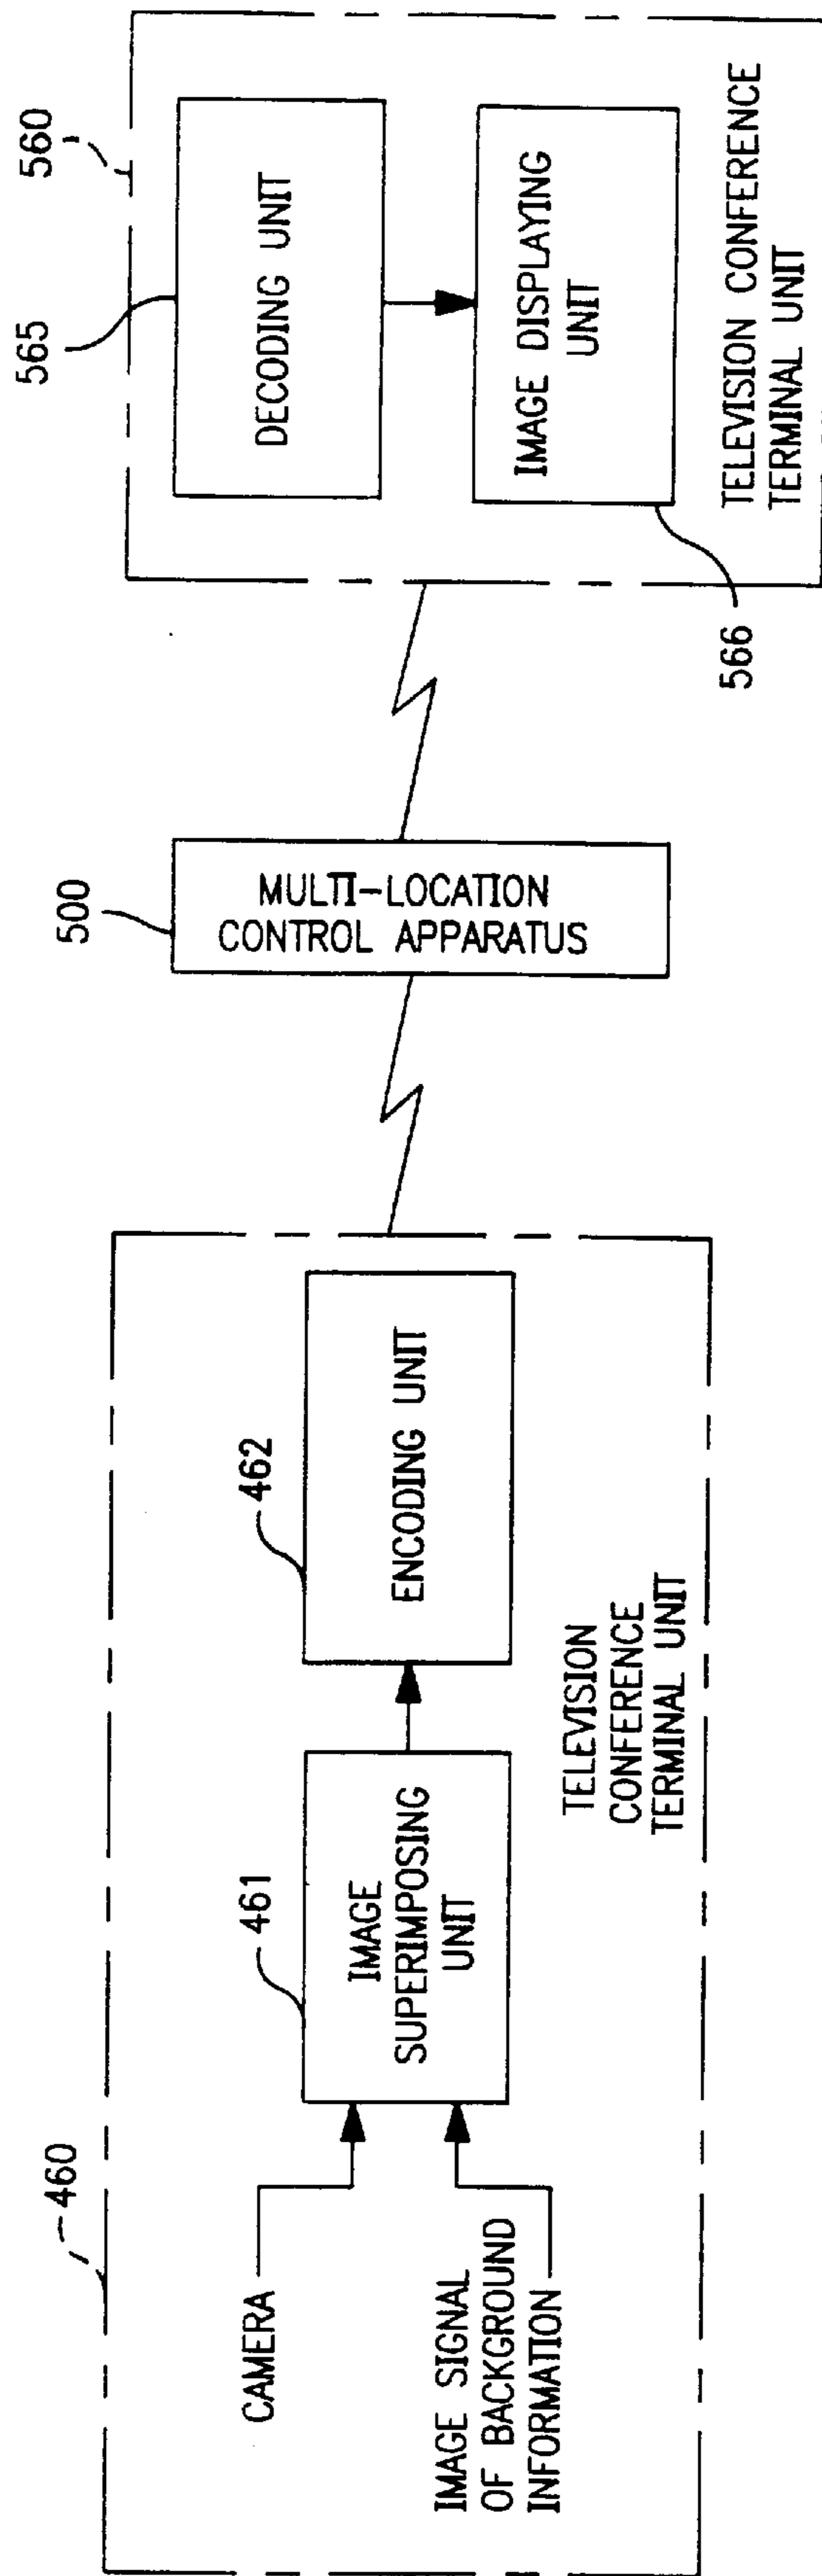 460
CAMERA
IMAGE SIGNAL
OF BACKGROUND
INFORMATION
461
IMAGE
SUPERIMPOSING
UNIT
462
ENCODING UNIT
TELEVISION
CONFERENCE
TERMINAL UNIT
500
MULTI-LOCATION
CONTROL APPARATUS
560
565
DECODING UNIT
IMAGE DISPLAYING
UNIT
566
TELEVISION CONFERENCE
TERMINAL UNIT